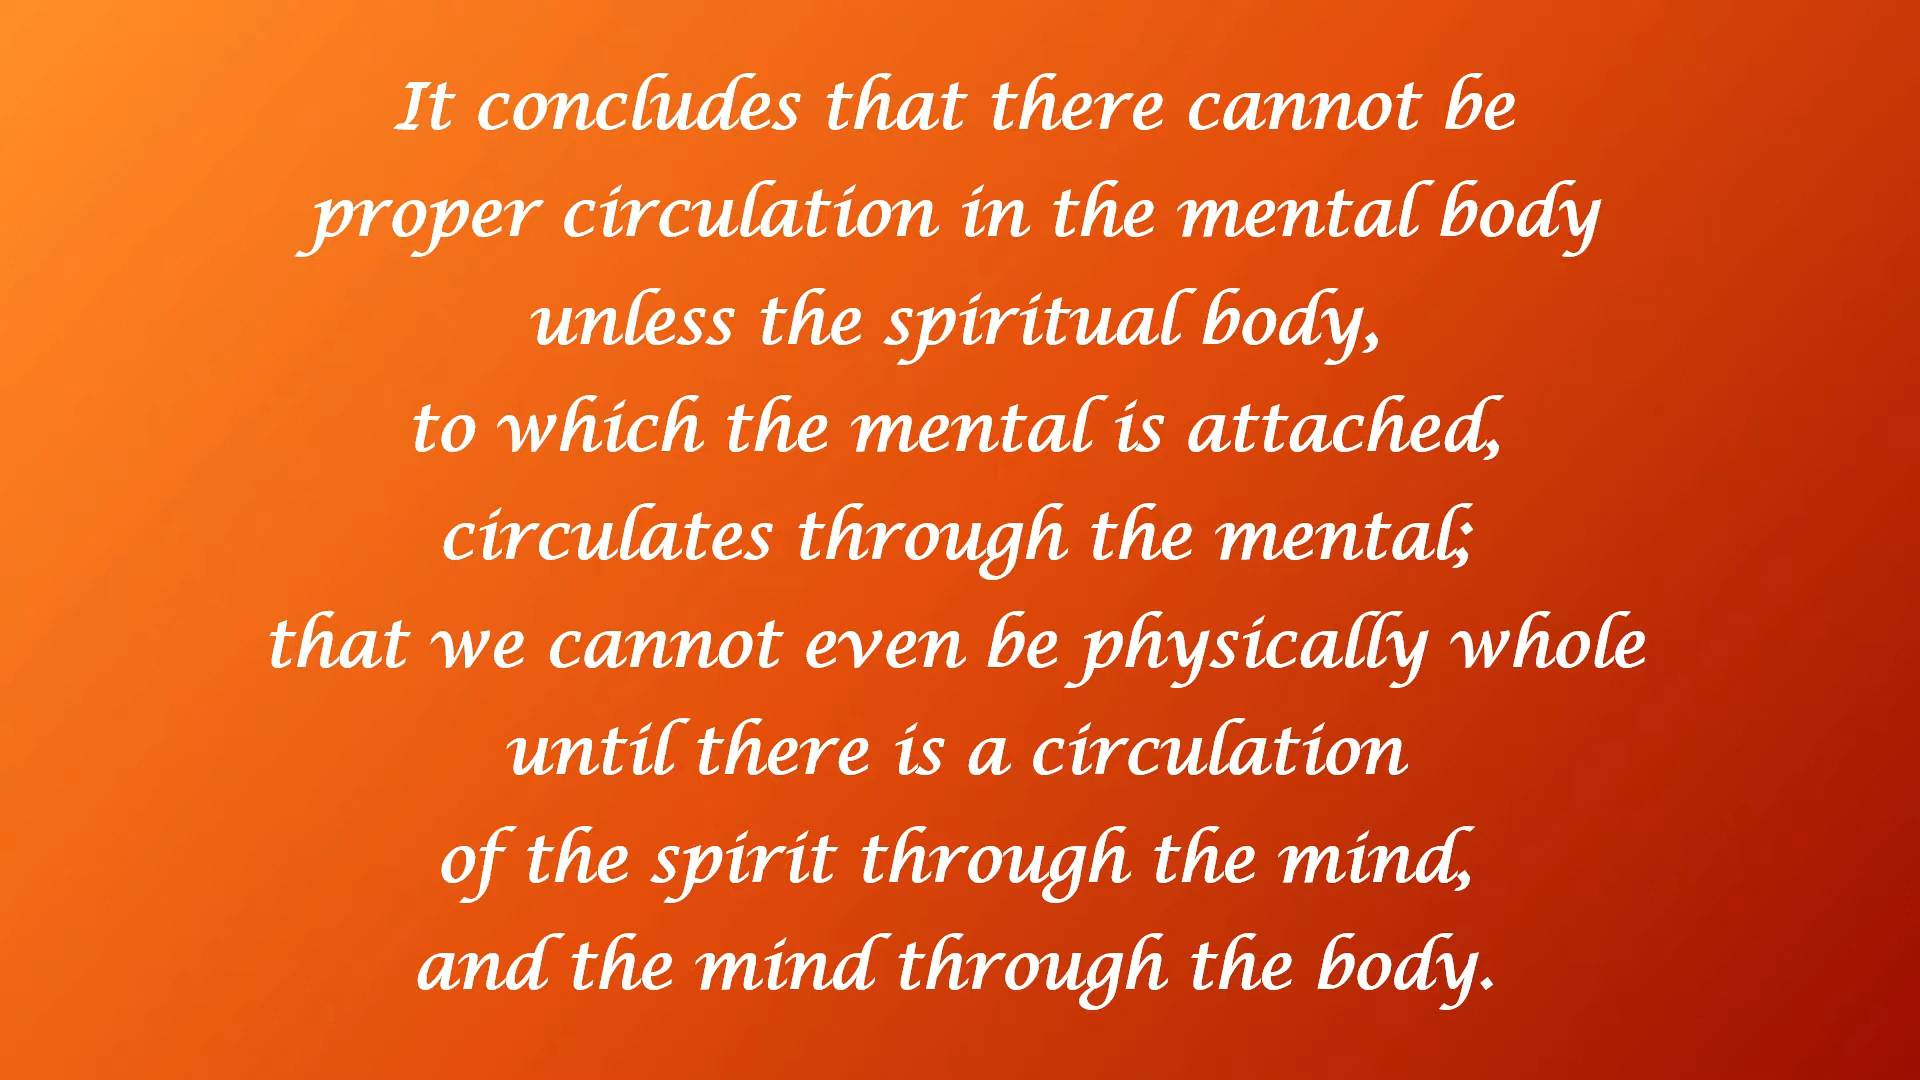 It concludes that there cannot be
proper circulation in the mental body
unless the spiritual body,
to which the mental is attached,
circulates through the mental;
that we cannot even be physically whole
until there is a circulation
of the spirit through the mind,
and the mind through the body.